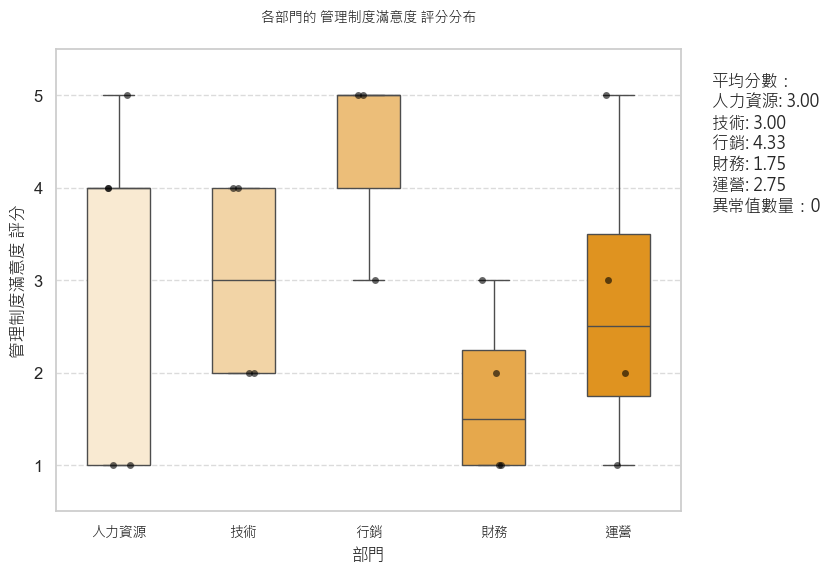 各部門的 管理制度滿意度 評分分布
管理制度滿意度 評分
5
4
3
2
1
人力資源
技術
行銷
財務
運營
部門
平均分數：
人力資源: 3.00
技術: 3.00
行銷: 4.33
財務: 1.75
運營: 2.75
異常值數量：0